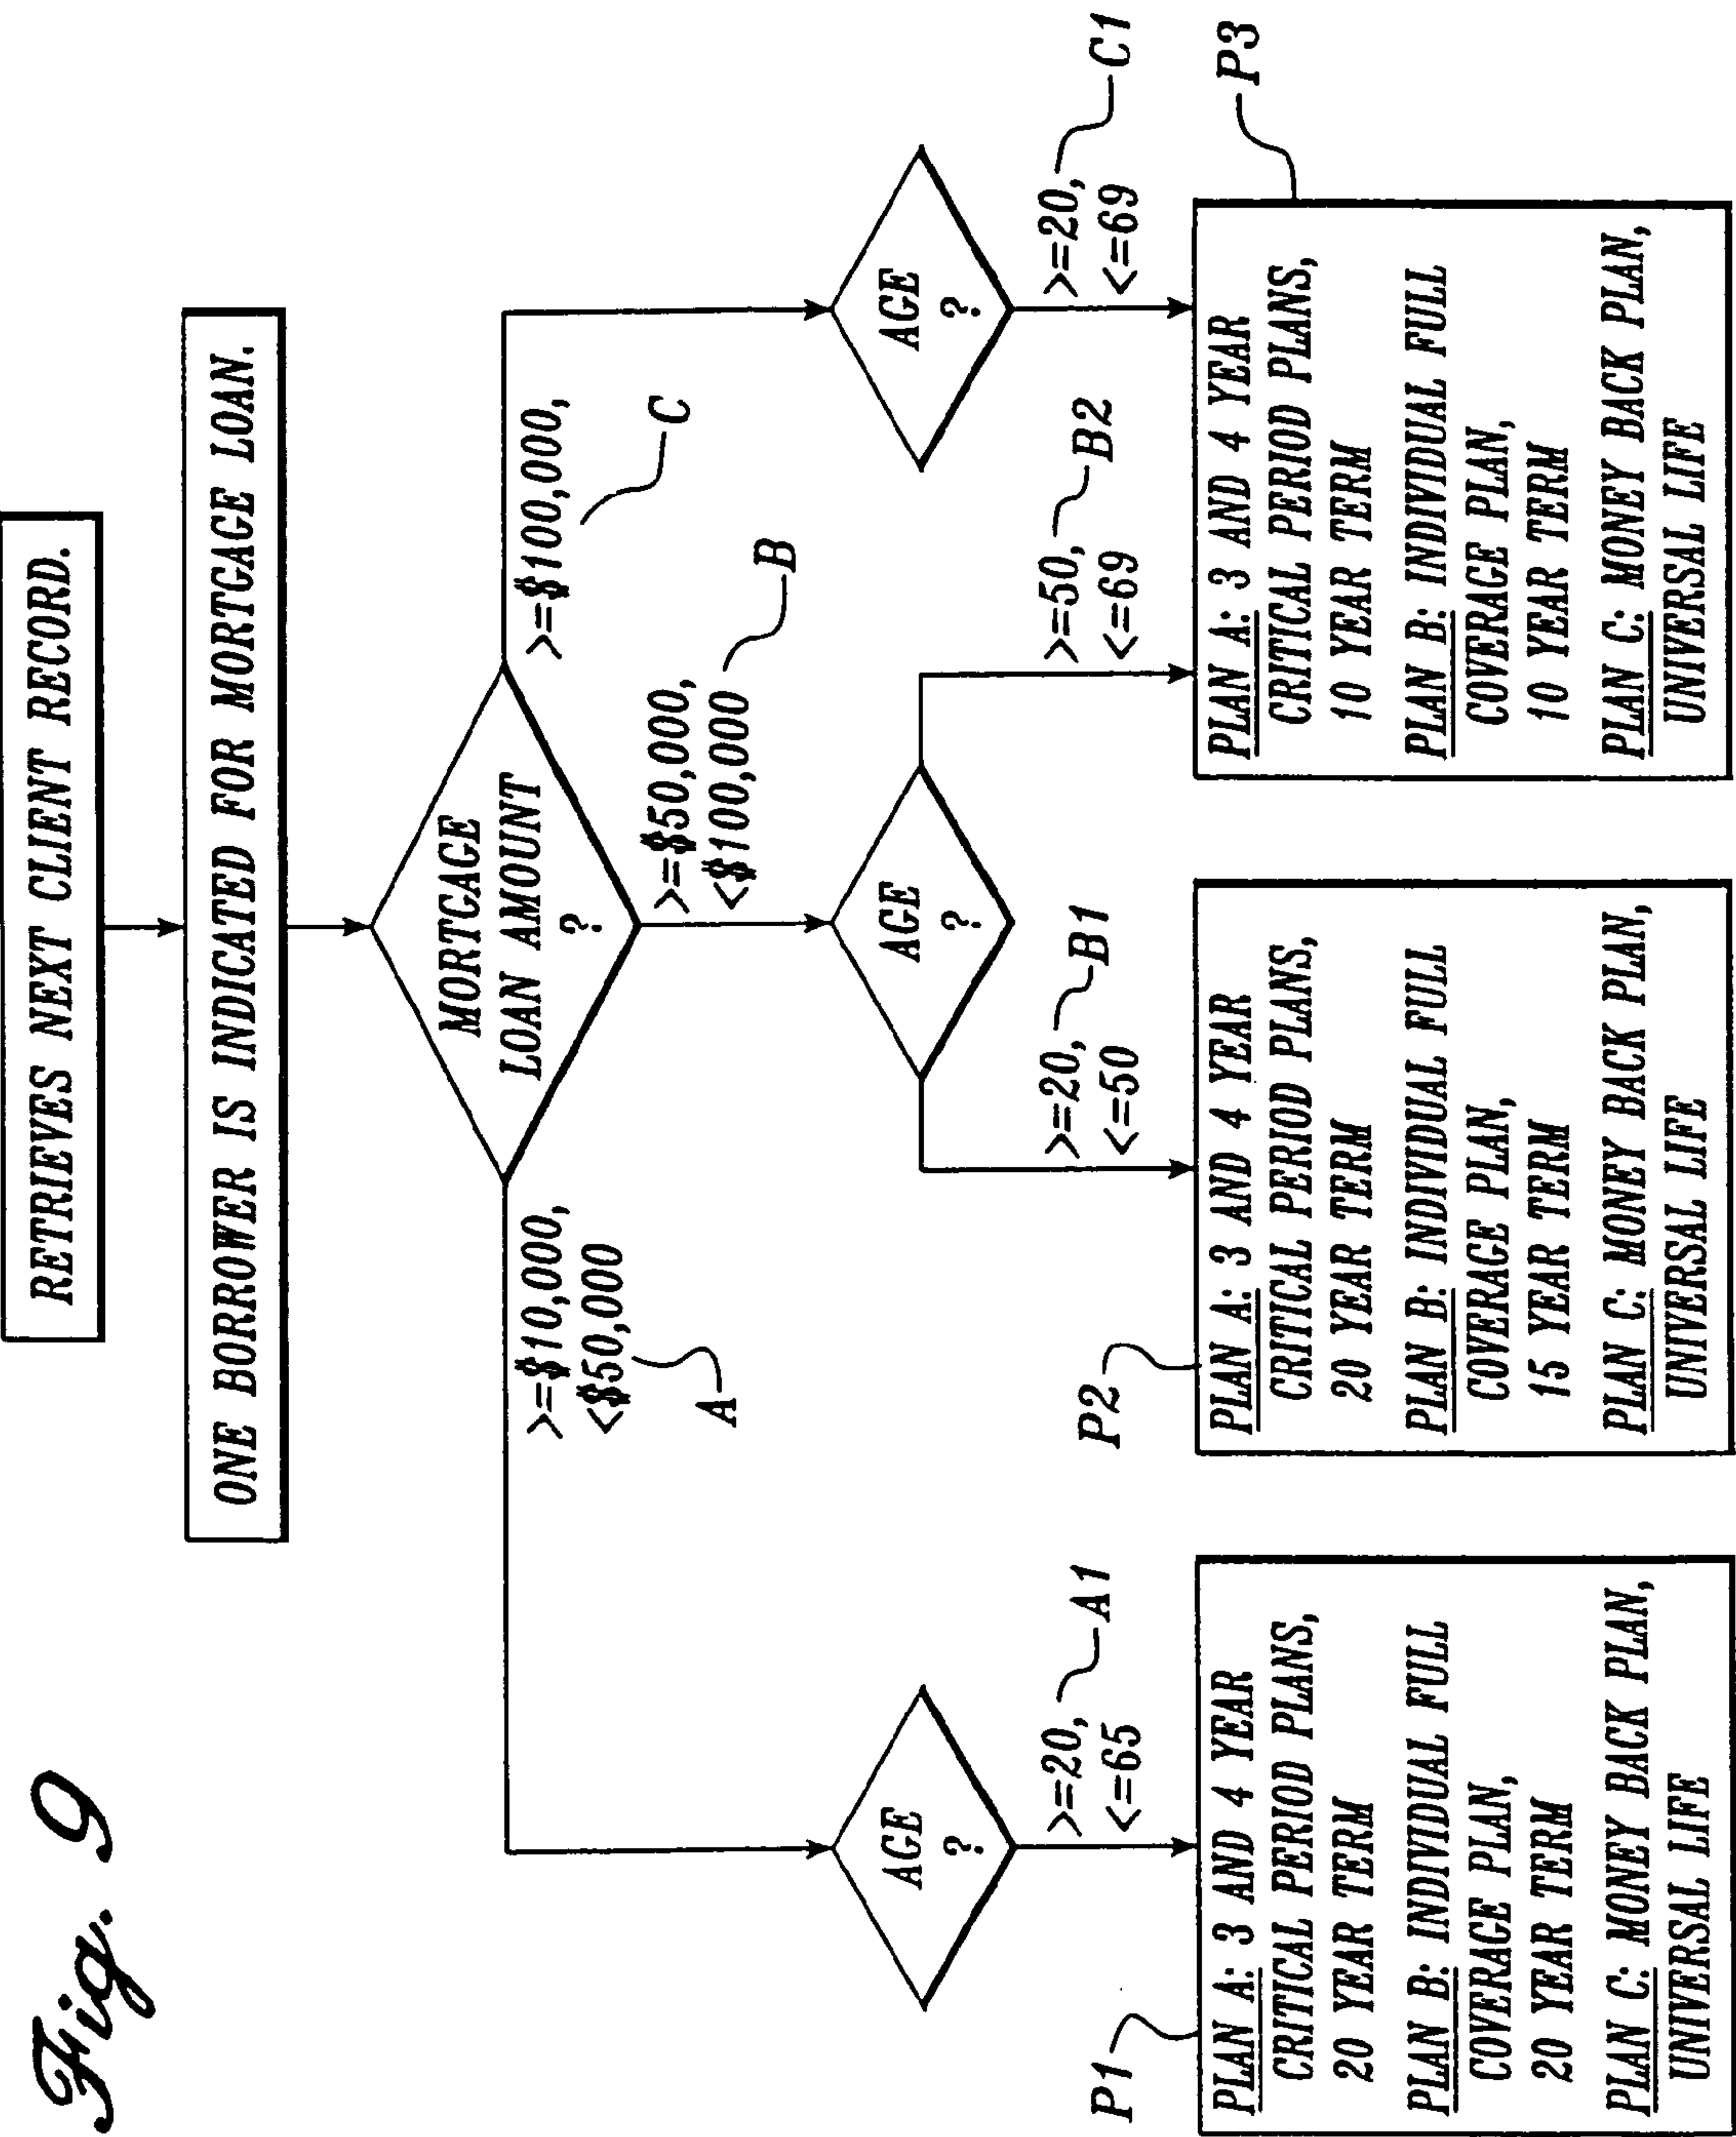 Fig. 9
RETRIEVES NEXT CLIENT RECORD.
ONE BORROWER IS INDICATED FOR MORTGAGE LOAN.
MORTGAGE
LOAN AMOUNT
?
>=$10,000,
<$50,000
A
>=$50,000,
<$100,000
B
>=$100,000,
C
AGE
?
>=20,
<=65
A1
AGE
?
>=20,
<=50
B1
>=50,
<=69
B2
AGE
?
>=20,
<=69
C1
P1
PLAN A: 3 AND 4 YEAR
CRITICAL PERIOD PLANS,
20 YEAR TERM
PLAN B: INDIVIDUAL FULL
COVERAGE PLAN,
20 YEAR TERM
PLAN C: MONEY BACK PLAN,
UNIVERSAL LIFE
P2
PLAN A: 3 AND 4 YEAR
CRITICAL PERIOD PLANS,
20 YEAR TERM
PLAN B: INDIVIDUAL FULL
COVERAGE PLAN,
15 YEAR TERM
PLAN C: MONEY BACK PLAN,
UNIVERSAL LIFE
P3
PLAN A: 3 AND 4 YEAR
CRITICAL PERIOD PLANS,
10 YEAR TERM
PLAN B: INDIVIDUAL FULL
COVERAGE PLAN,
10 YEAR TERM
PLAN C: MONEY BACK PLAN,
UNIVERSAL LIFE